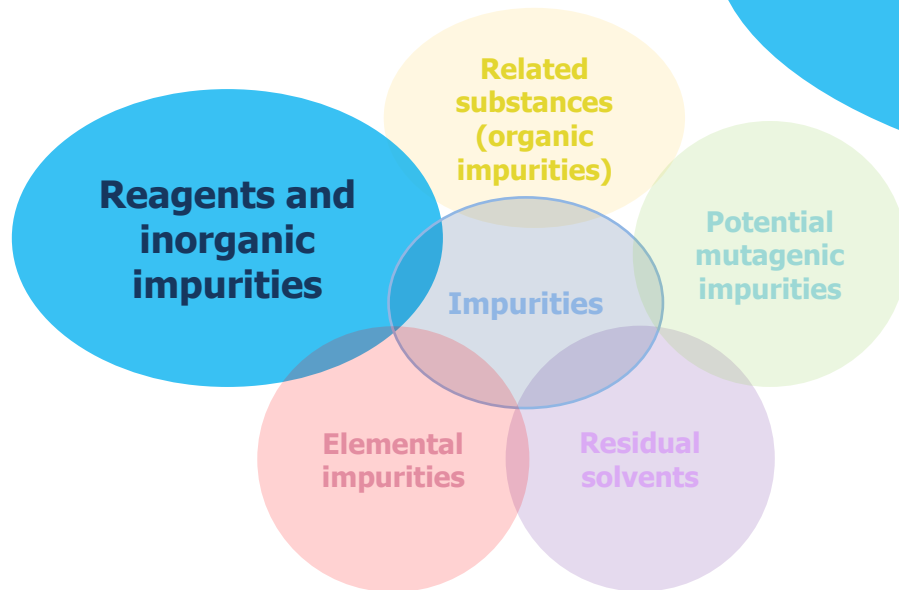 Related
substances
(organic
impurities)
Reagents and
inorganic
impurities
Potential
mutagenic
impurities
Impurities
Elemental
impurities
Residual
solvents